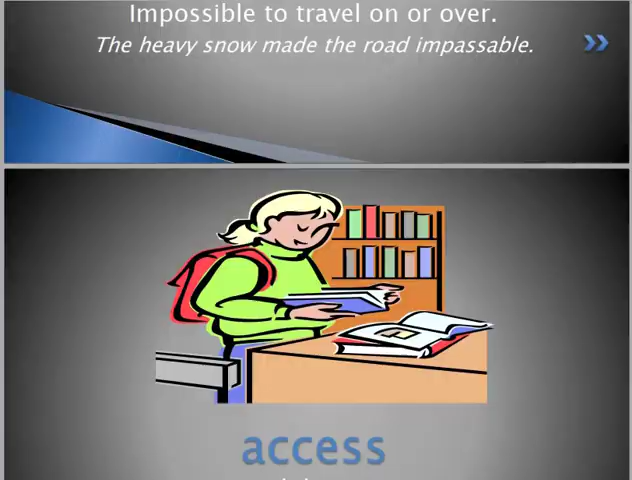 Impossible to travel on or over.
The heavy snow made the road impassable.
access